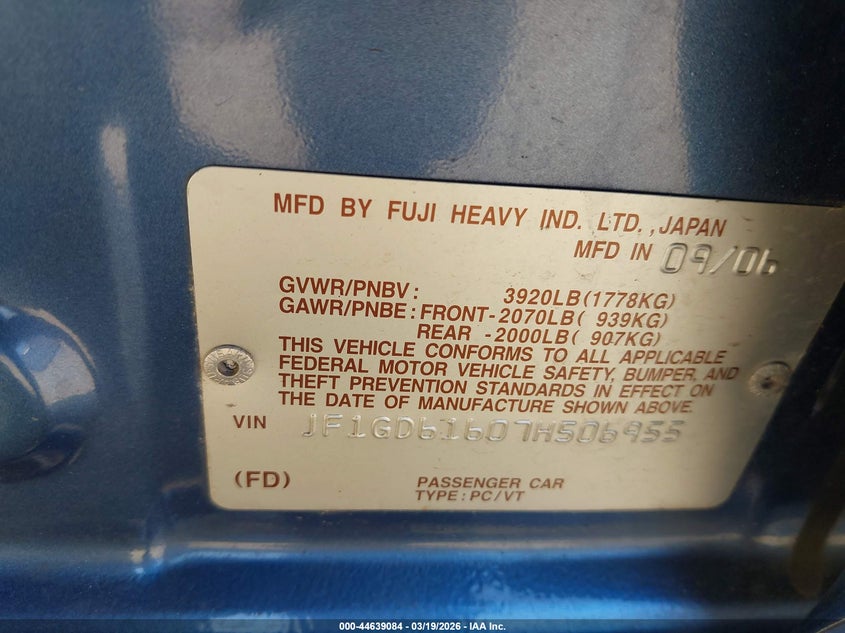 MFD BY FUJI HEAVY IND. LTD., JAPAN
MFD IN 09/06
GVWR/PNBV: 3920LB(1778KG)
GAWR/PNBE: FRONT-2070LB( 939KG)
REAR -2000LB( 907KG)
THIS VEHICLE CONFORMS TO ALL APPLICABLE
FEDERAL MOTOR VEHICLE SAFETY, BUMPER, AND
THEFT PREVENTION STANDARDS IN EFFECT ON
THE DATE OF MANUFACTURE SHOWN ABOVE.
VIN JF1GD61607H506955
(FD) PASSENGER CAR
TYPE: PC/VT
000-44639084 - 03/19/2026 - IAA Inc.